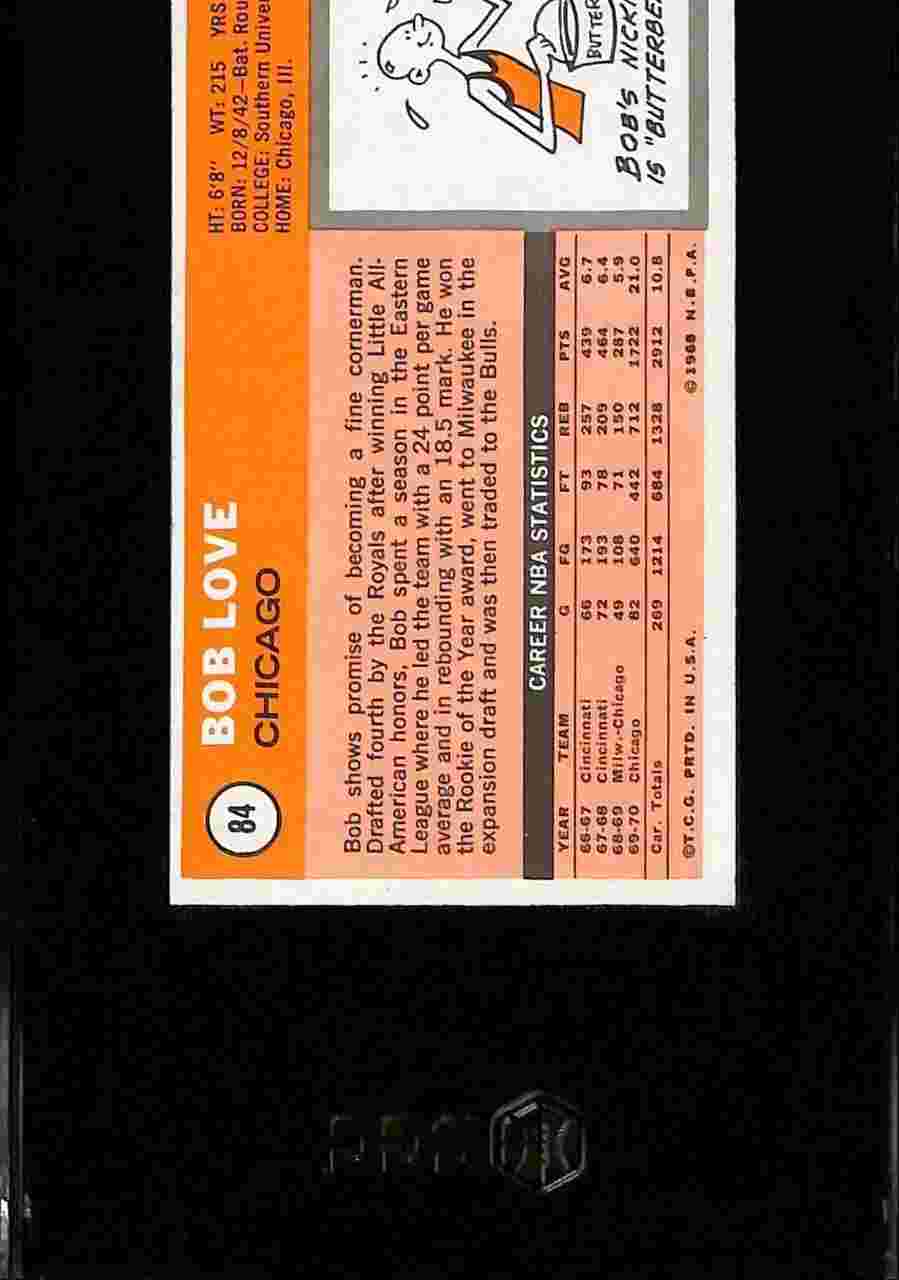 84
BOB LOVE
CHICAGO
HT: 6'8" WT: 215 YRS
BORN: 12/8/42–Bat. Rou
COLLEGE: Southern Univer
HOME: Chicago, Ill.
Bob shows promise of becoming a fine cornerman.
Drafted fourth by the Royals after winning Little All-
American honors, Bob spent a season in the Eastern
League where he led the team with a 24 point per game
average and in rebounding with an 18.5 mark. He won
the Rookie of the Year award, went to Milwaukee in the
expansion draft and was then traded to the Bulls.
BUTTER
BOB'S NICK
IS "BUTTERBE
CAREER NBA STATISTICS
YEAR TEAM G FG FT REB PTS AVG
66-67 Cincinnati 66 173 93 257 439 6.7
67-68 Cincinnati 72 193 78 209 464 6.4
68-69 Milw.-Chicago 49 108 71 150 287 5.9
69-70 Chicago 82 640 442 712 1722 21.0
Car. Totals 269 1214 684 1328 2912 10.8
©T.C.G. PRTD. IN U.S.A. ©1968 N.B.P.A.